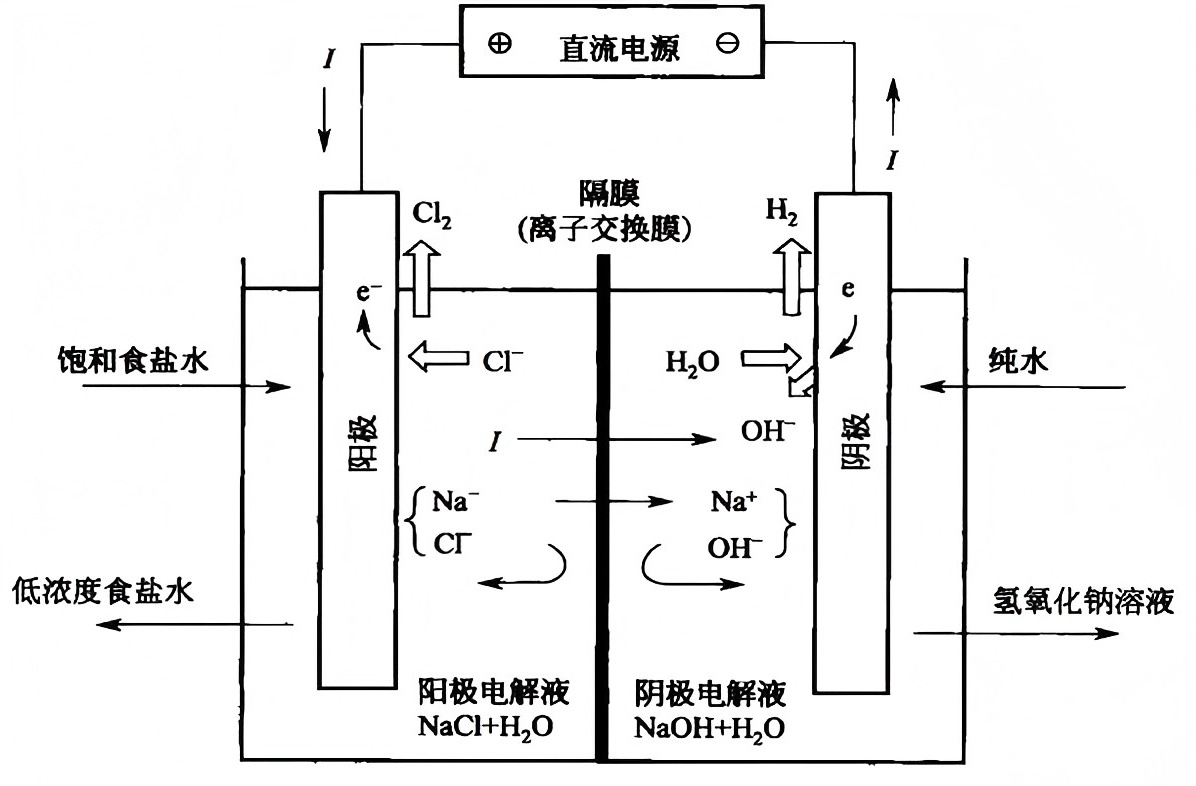 ⊕ 直流电源 ⊖
I
I
隔膜
(离子交换膜)
Cl₂
H₂
e⁻
e
饱和食盐水
Cl⁻
H₂O
纯水
阳极
I
OH⁻
阴极
Na⁻
Na⁺
Cl⁻
OH⁻
低浓度食盐水
氢氧化钠溶液
阳极电解液
NaCl+H₂O
阴极电解液
NaOH+H₂O